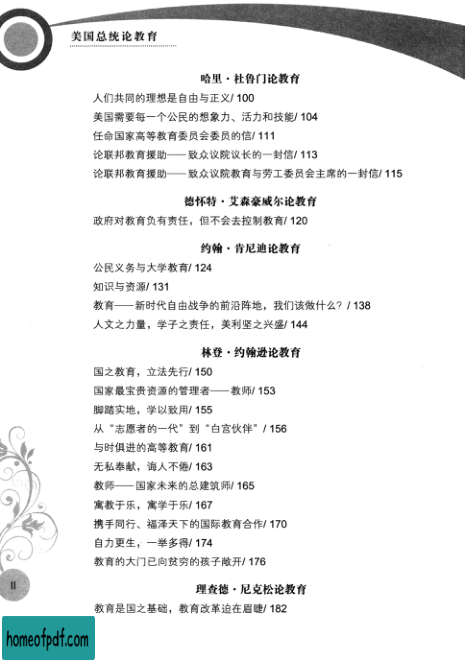 美国总统论教育
哈里·杜鲁门论教育
人们共同的理想是自由与正义/ 100
美国需要每一个公民的想象力、活力和技能/ 104
任命国家高等教育委员会委员的信/ 111
论联邦教育援助——致众议院议长的一封信/ 113
论联邦教育援助——致众议院教育与劳工委员会主席的一封信/ 115
德怀特·艾森豪威尔论教育
政府对教育负有责任，但不会去控制教育/ 120
约翰·肯尼迪论教育
公民义务与大学教育/ 124
知识与资源/ 131
教育——新时代自由战争的前沿阵地，我们该做什么？/ 138
人文之力量，学子之责任，美利坚之兴盛/ 144
林登·约翰逊论教育
国之教育，立法先行/ 150
国家最宝贵资源的管理者——教师/ 153
脚踏实地，学以致用/ 155
从“志愿者的一代”到“白宫伙伴”/ 156
与时俱进的高等教育/ 161
无私奉献，诲人不倦/ 163
教师——国家未来的总建筑师/ 165
寓教于乐，寓学于乐/ 167
携手同行、福泽天下的国际教育合作/ 170
自力更生，一举多得/ 174
教育的大门已向贫穷的孩子敞开/ 176
理查德·尼克松论教育
教育是国之基础，教育改革迫在眉睫/ 182
II
homeofpdf.com